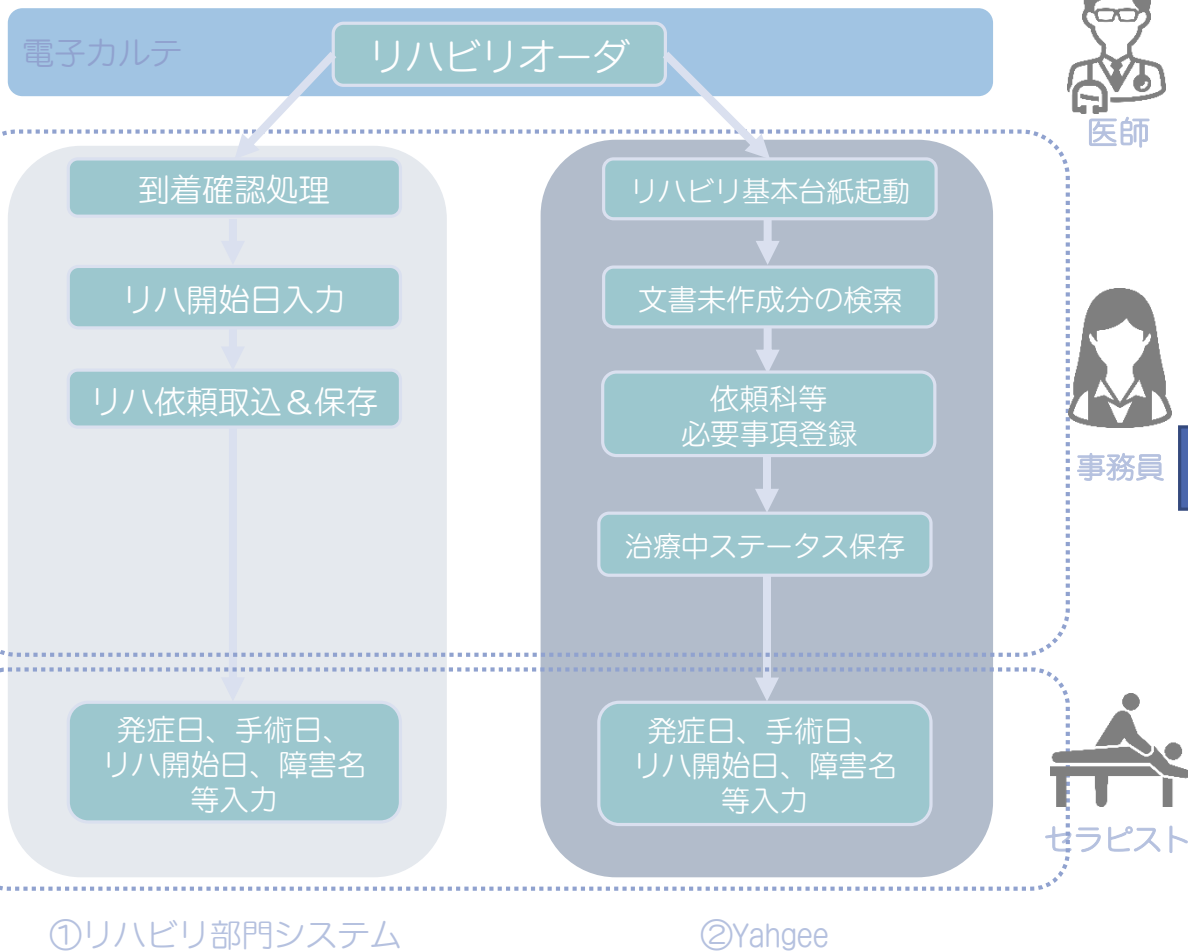 電子カルテ
リハビリオーダ
医師
到着確認処理
リハ開始日入力
リハ依頼取込＆保存
発症日、手術日、
リハ開始日、障害名
等入力
リハビリ基本台紙起動
文書未作成分の検索
依頼科等
必要事項登録
治療中ステータス保存
発症日、手術日、
リハ開始日、障害名
等入力
事務員
セラピスト
①リハビリ部門システム
②Yahgee